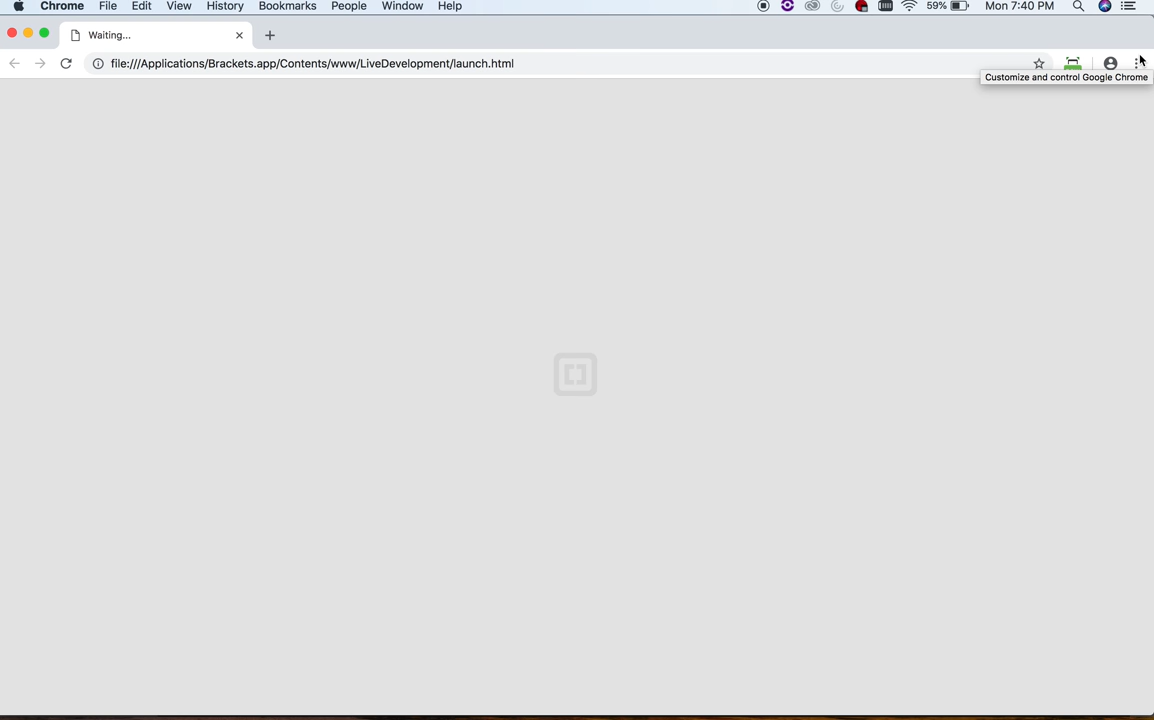 Chrome File Edit View History Bookmarks People Window Help 59% Mon 7:40 PM
Waiting...
file:///Applications/Brackets.app/Contents/www/LiveDevelopment/launch.html
Customize and control Google Chrome